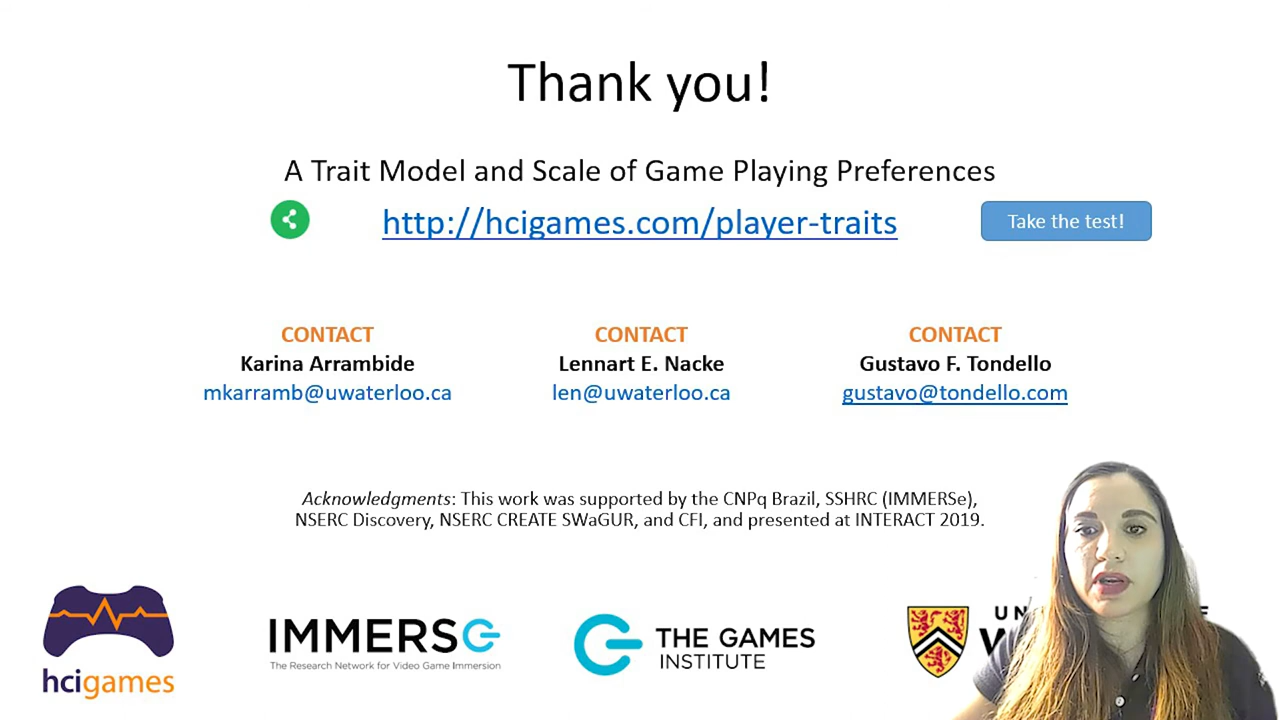 Thank you!
A Trait Model and Scale of Game Playing Preferences
http://hcigames.com/player-traits
Take the test!
CONTACT
Karina Arrambide
mkarramb@uwaterloo.ca
CONTACT
Lennart E. Nacke
len@uwaterloo.ca
CONTACT
Gustavo F. Tondello
gustavo@tondello.com
Acknowledgments: This work was supported by the CNPq Brazil, SSHRC (IMMERSe),
NSERC Discovery, NSERC CREATE SWaGUR, and CFI, and presented at INTERACT 2019.
hcigames
IMMERSe
The Research Network for Video Game Immersion
THE GAMES
INSTITUTE